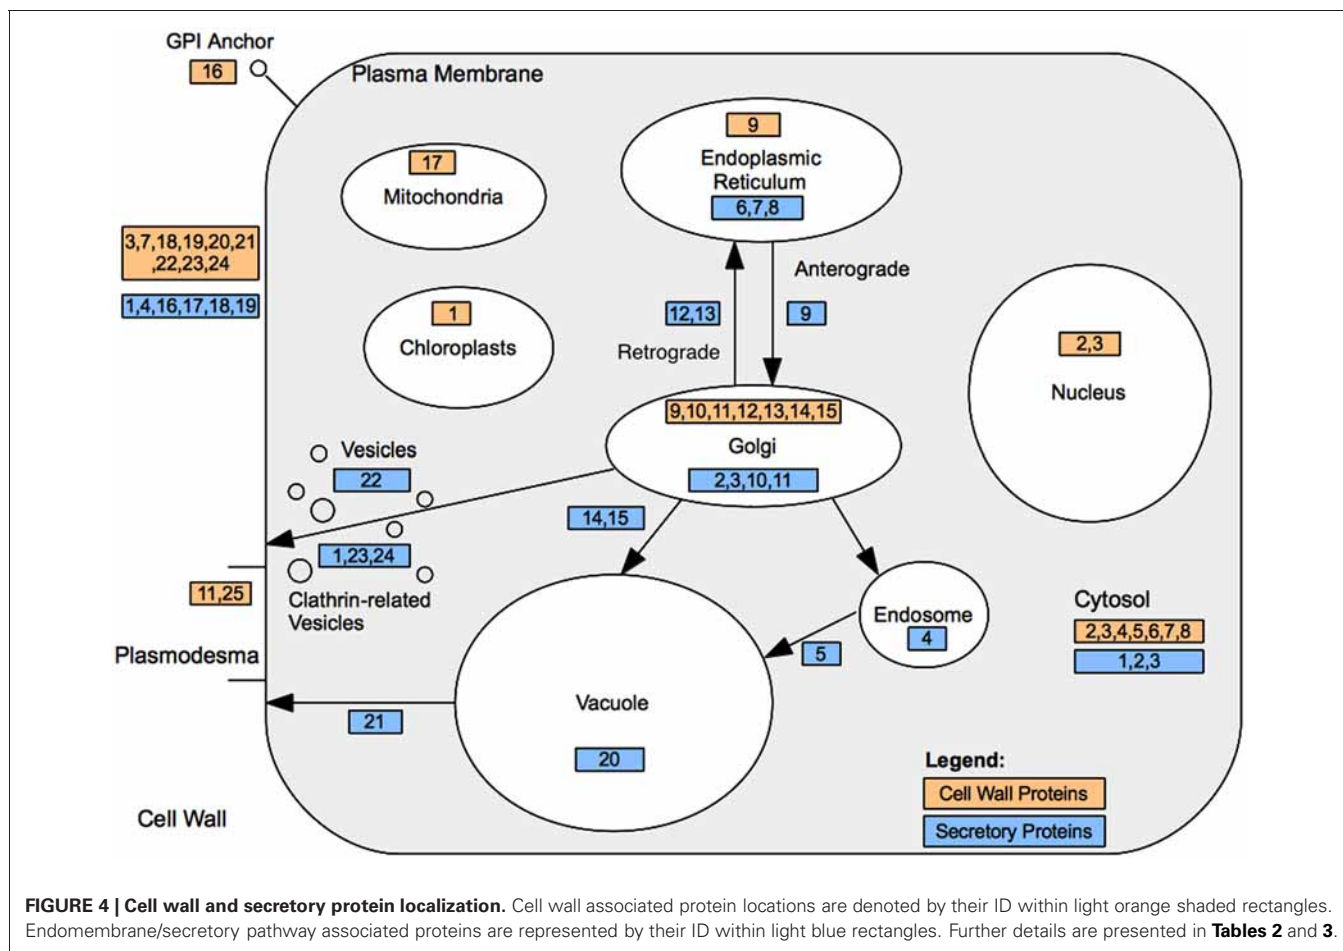 GPI Anchor
16
Plasma Membrane
9
Endoplasmic
Reticulum
6,7,8
17
Mitochondria
3,7,18,19,20,21
,22,23,24
1,4,16,17,18,19
1
Chloroplasts
Anterograde
12,13
9
Retrograde
2,3
Nucleus
9,10,11,12,13,14,15
Golgi
2,3,10,11
Vesicles
22
14,15
1,23,24
Clathrin-related
Vesicles
11,25
Plasmodesma
Endosome
4
5
Cytosol
2,3,4,5,6,7,8
1,2,3
Vacuole
20
21
Cell Wall
Legend:
Cell Wall Proteins
Secretory Proteins
FIGURE 4 | Cell wall and secretory protein localization. Cell wall associated protein locations are denoted by their ID within light orange shaded rectangles.
Endomembrane/secretory pathway associated proteins are represented by their ID within light blue rectangles. Further details are presented in Tables 2 and 3.